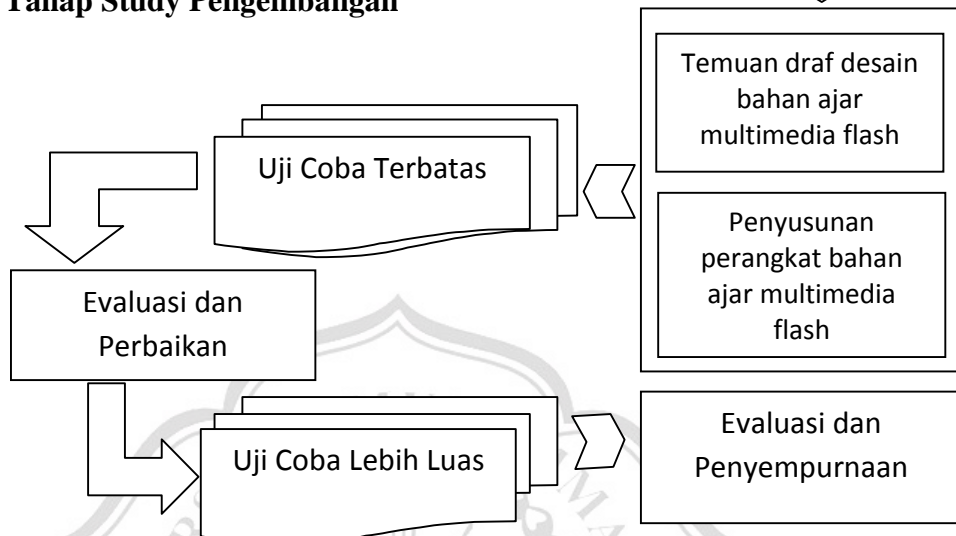 Tahap Study Pengembangan
Temuan draf desain
bahan ajar
multimedia flash
Penyusunan
perangkat bahan
ajar multimedia
flash
Uji Coba Terbatas
Evaluasi dan
Perbaikan
Uji Coba Lebih Luas
Evaluasi dan
Penyempurnaan